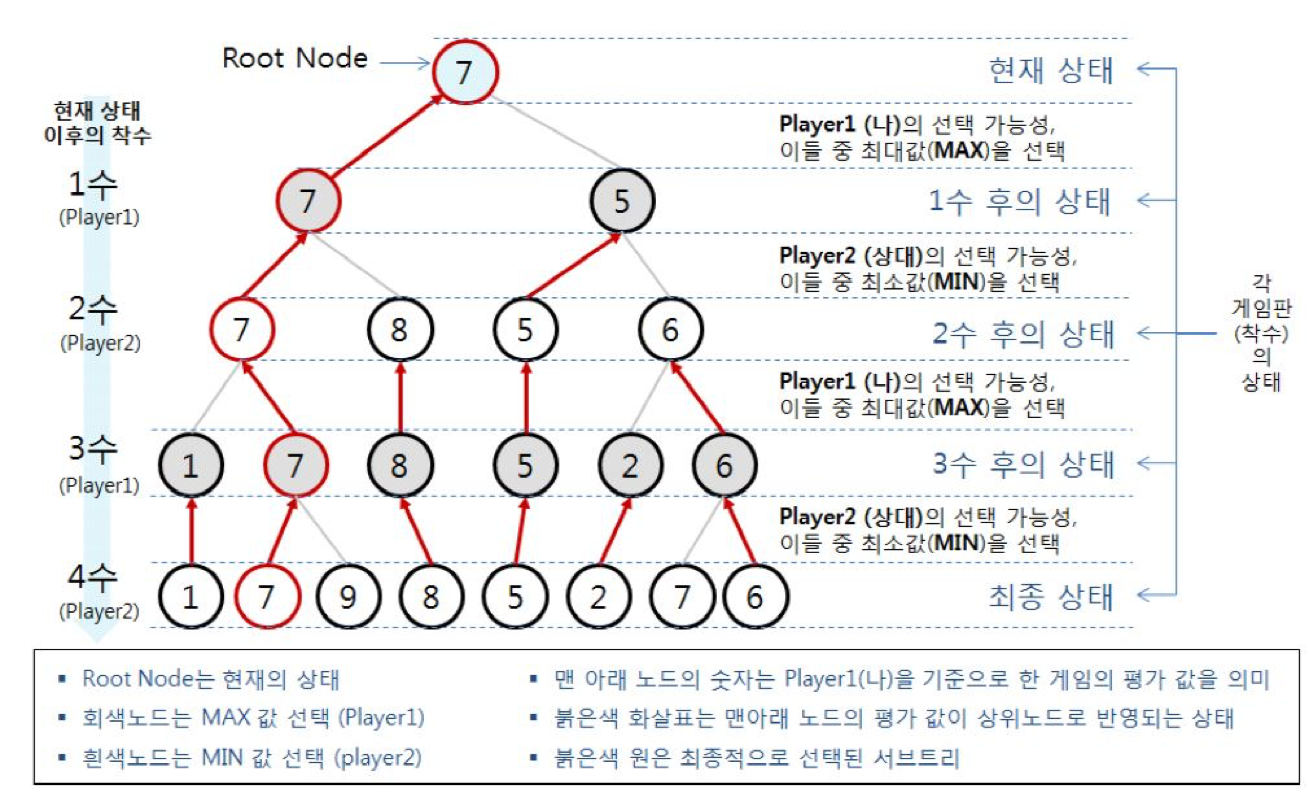 Root Node
7
현재 상태
현재 상태
이후의 착수
Player1 (나)의 선택 가능성,
이들 중 최대값(MAX)을 선택
1수
(Player1)
7 5
1수 후의 상태
Player2 (상대)의 선택 가능성,
이들 중 최소값(MIN)을 선택
2수
(Player2)
7 8 5 6
2수 후의 상태
각
게임판
(착수)
의
상태
Player1 (나)의 선택 가능성,
이들 중 최대값(MAX)을 선택
3수
(Player1)
1 7 8 5 2 6
3수 후의 상태
Player2 (상대)의 선택 가능성,
이들 중 최소값(MIN)을 선택
4수
(Player2)
1 7 9 8 5 2 7 6
최종 상태
▪ Root Node는 현재의 상태
▪ 회색노드는 MAX 값 선택 (Player1)
▪ 흰색노드는 MIN 값 선택 (player2)
▪ 맨 아래 노드의 숫자는 Player1(나)을 기준으로 한 게임의 평가 값을 의미
▪ 붉은색 화살표는 맨아래 노드의 평가 값이 상위노드로 반영되는 상태
▪ 붉은색 원은 최종적으로 선택된 서브트리